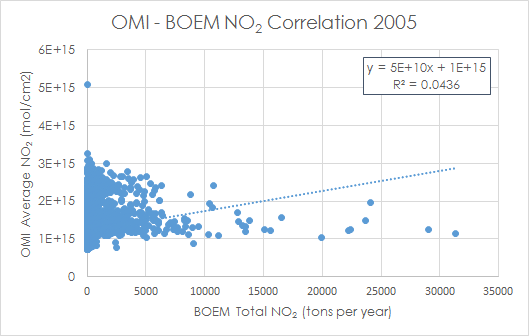 OMI - BOEM NO₂ Correlation 2005
y = 5E+10x + 1E+15
R² = 0.0436
6E+15
5E+15
4E+15
3E+15
2E+15
1E+15
0
OMI Average NO₂ (mol/cm2)
0 5000 10000 15000 20000 25000 30000 35000
BOEM Total NO₂ (tons per year)